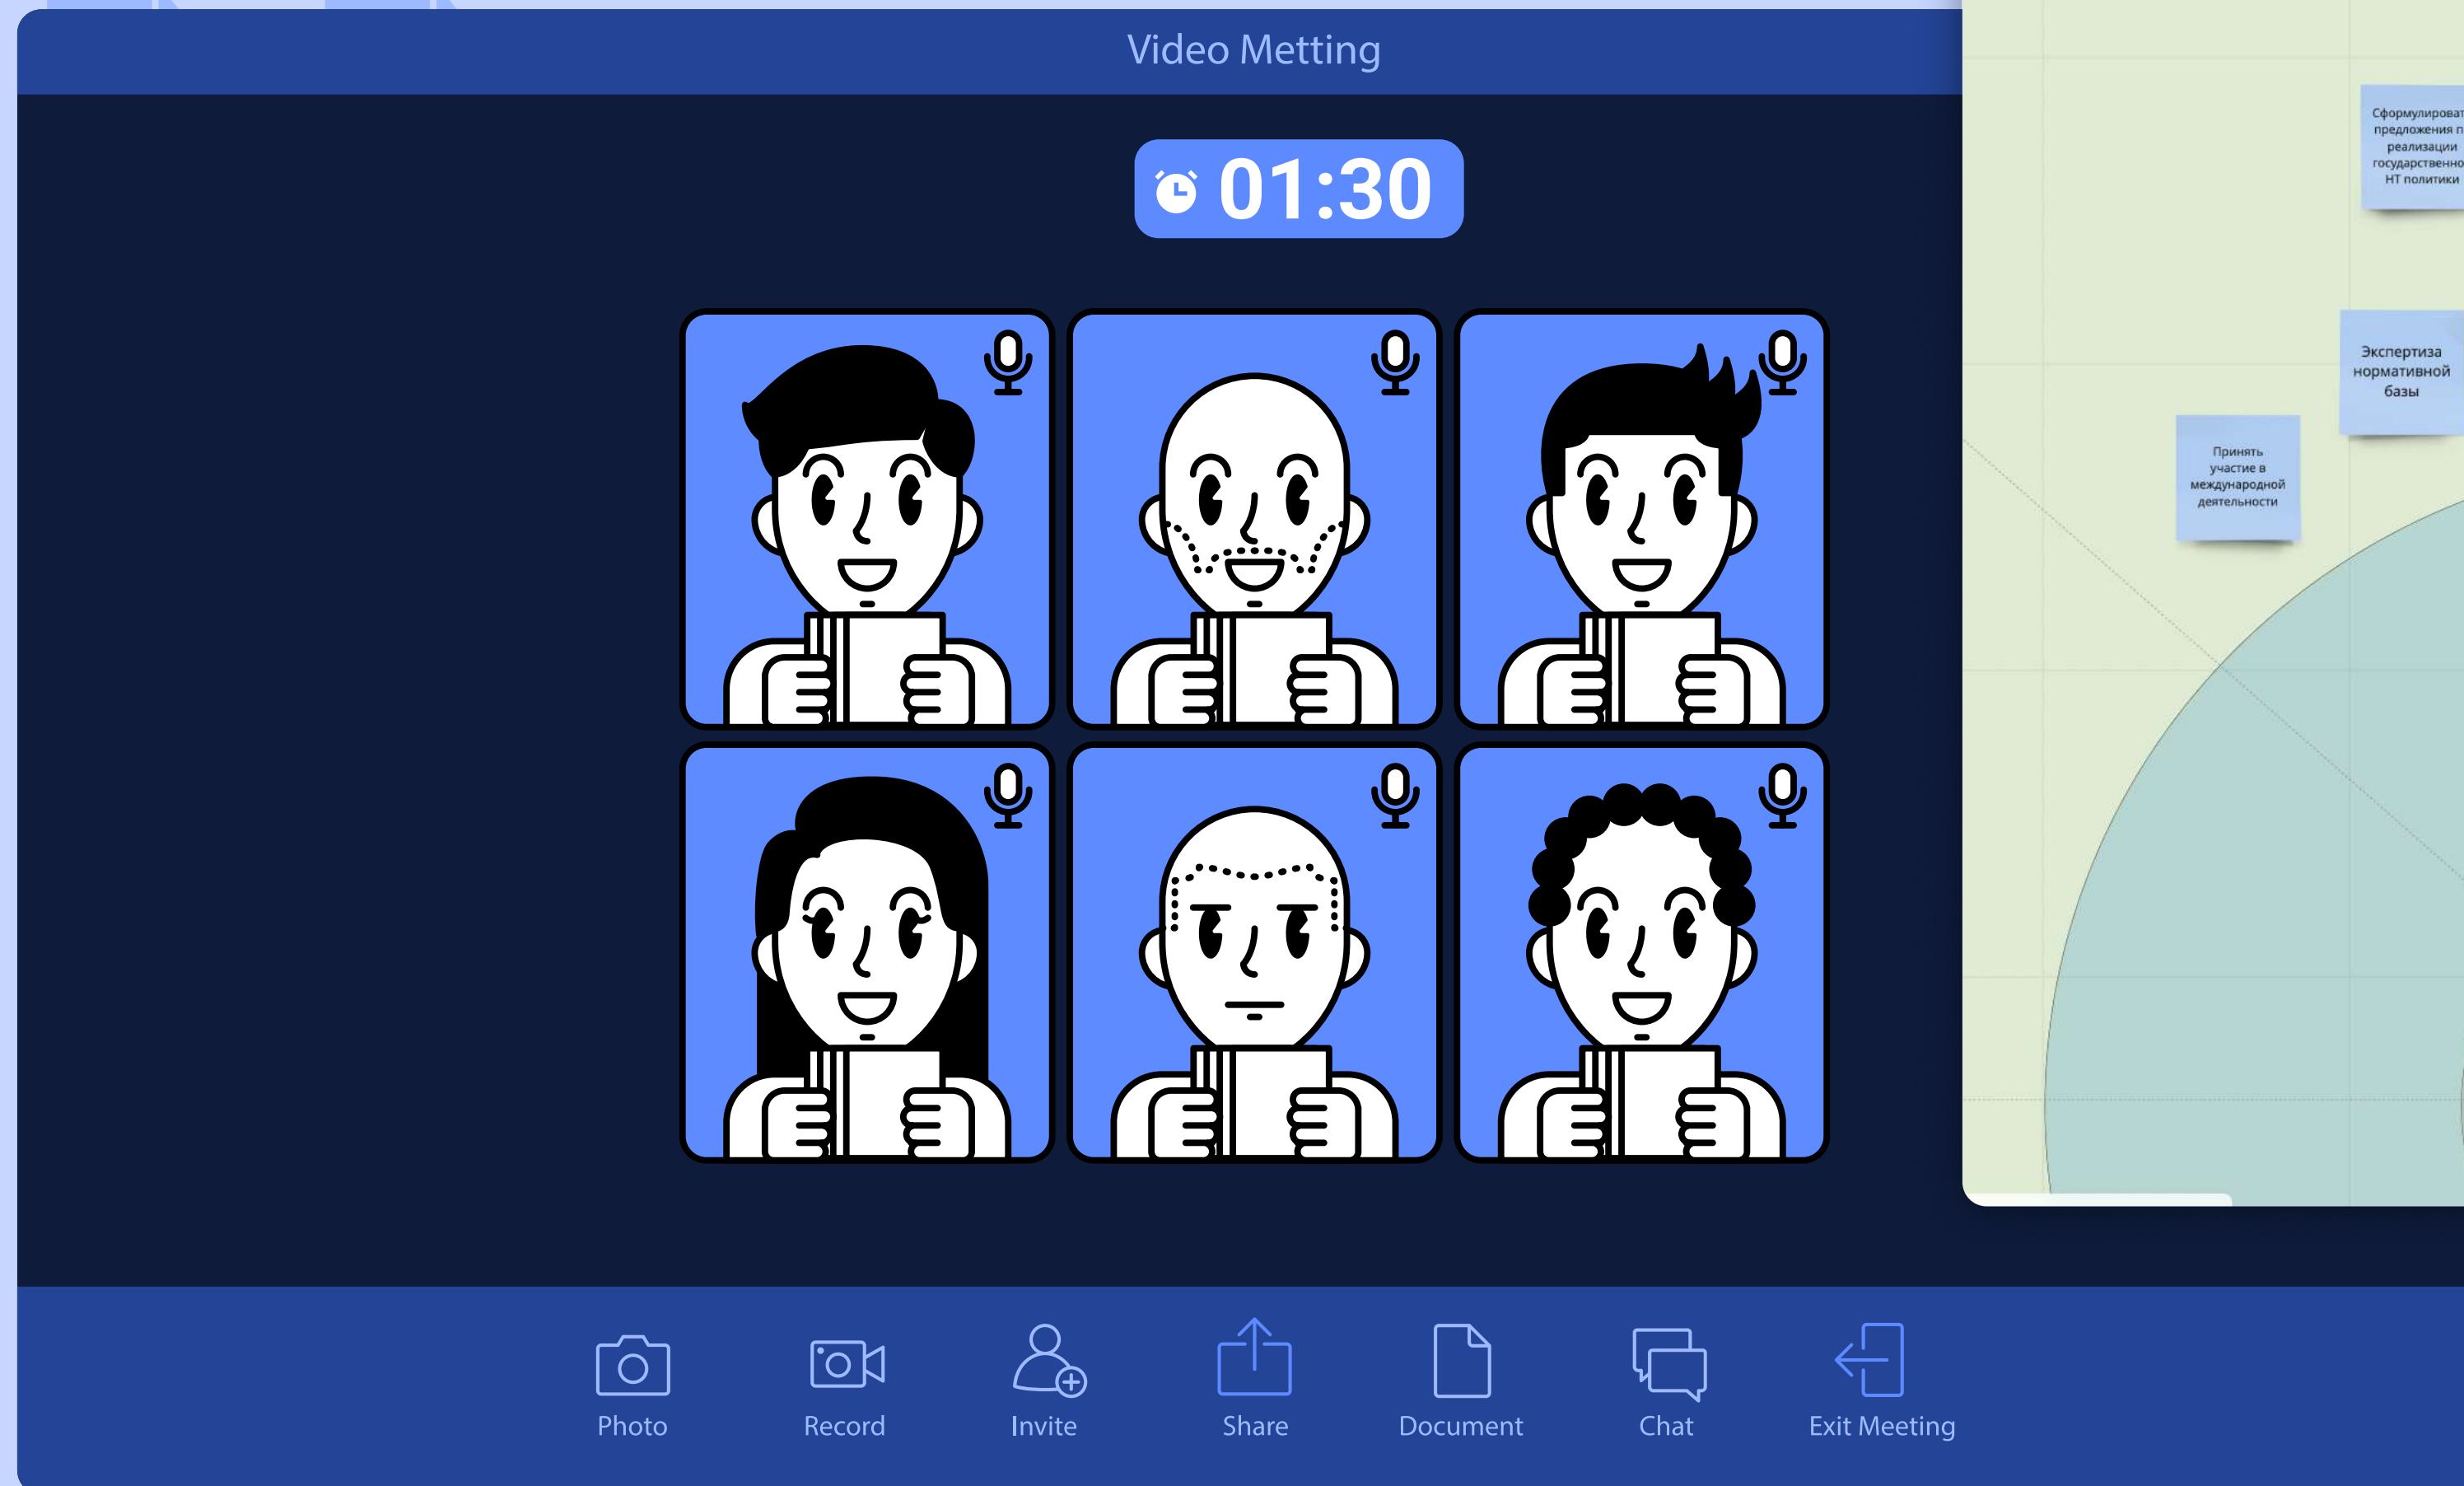 Video Metting
01:30
Photo
Record
Invite
Share
Document
Chat
Exit Meeting
реализации
НТ политики
Экспертиза
нормативной
базы
Принять
участие в
международной
деятельности